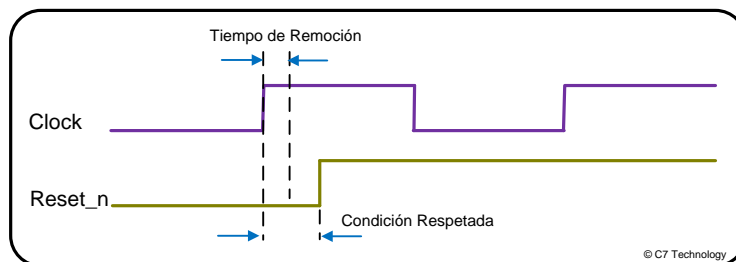 Tiempo de Remoción
Clock
Reset_n
Condición Respetada
© C7 Technology